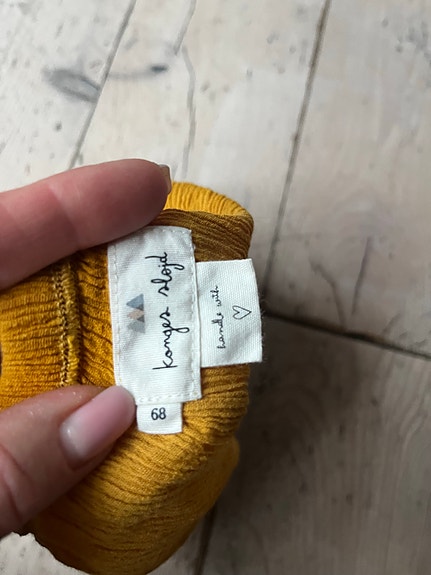 konges sløjd
handle with ♡
68